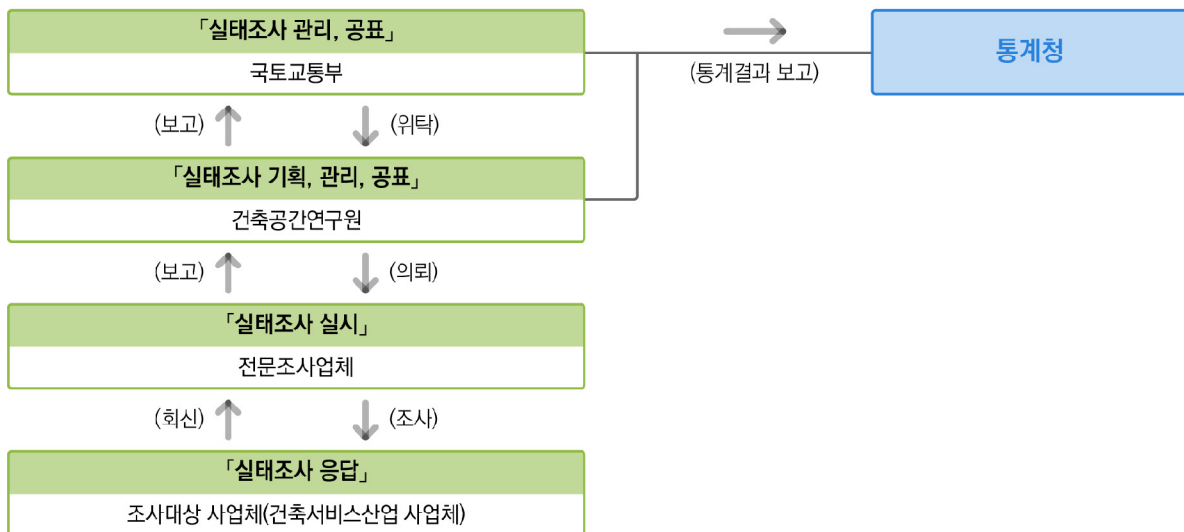 「실태조사 관리, 공표」
국토교통부
통계청
(통계결과 보고)
(보고)
(위탁)
「실태조사 기획, 관리, 공표」
건축공간연구원
(보고)
(의뢰)
「실태조사 실시」
전문조사업체
(회신)
(조사)
「실태조사 응답」
조사대상 사업체(건축서비스산업 사업체)